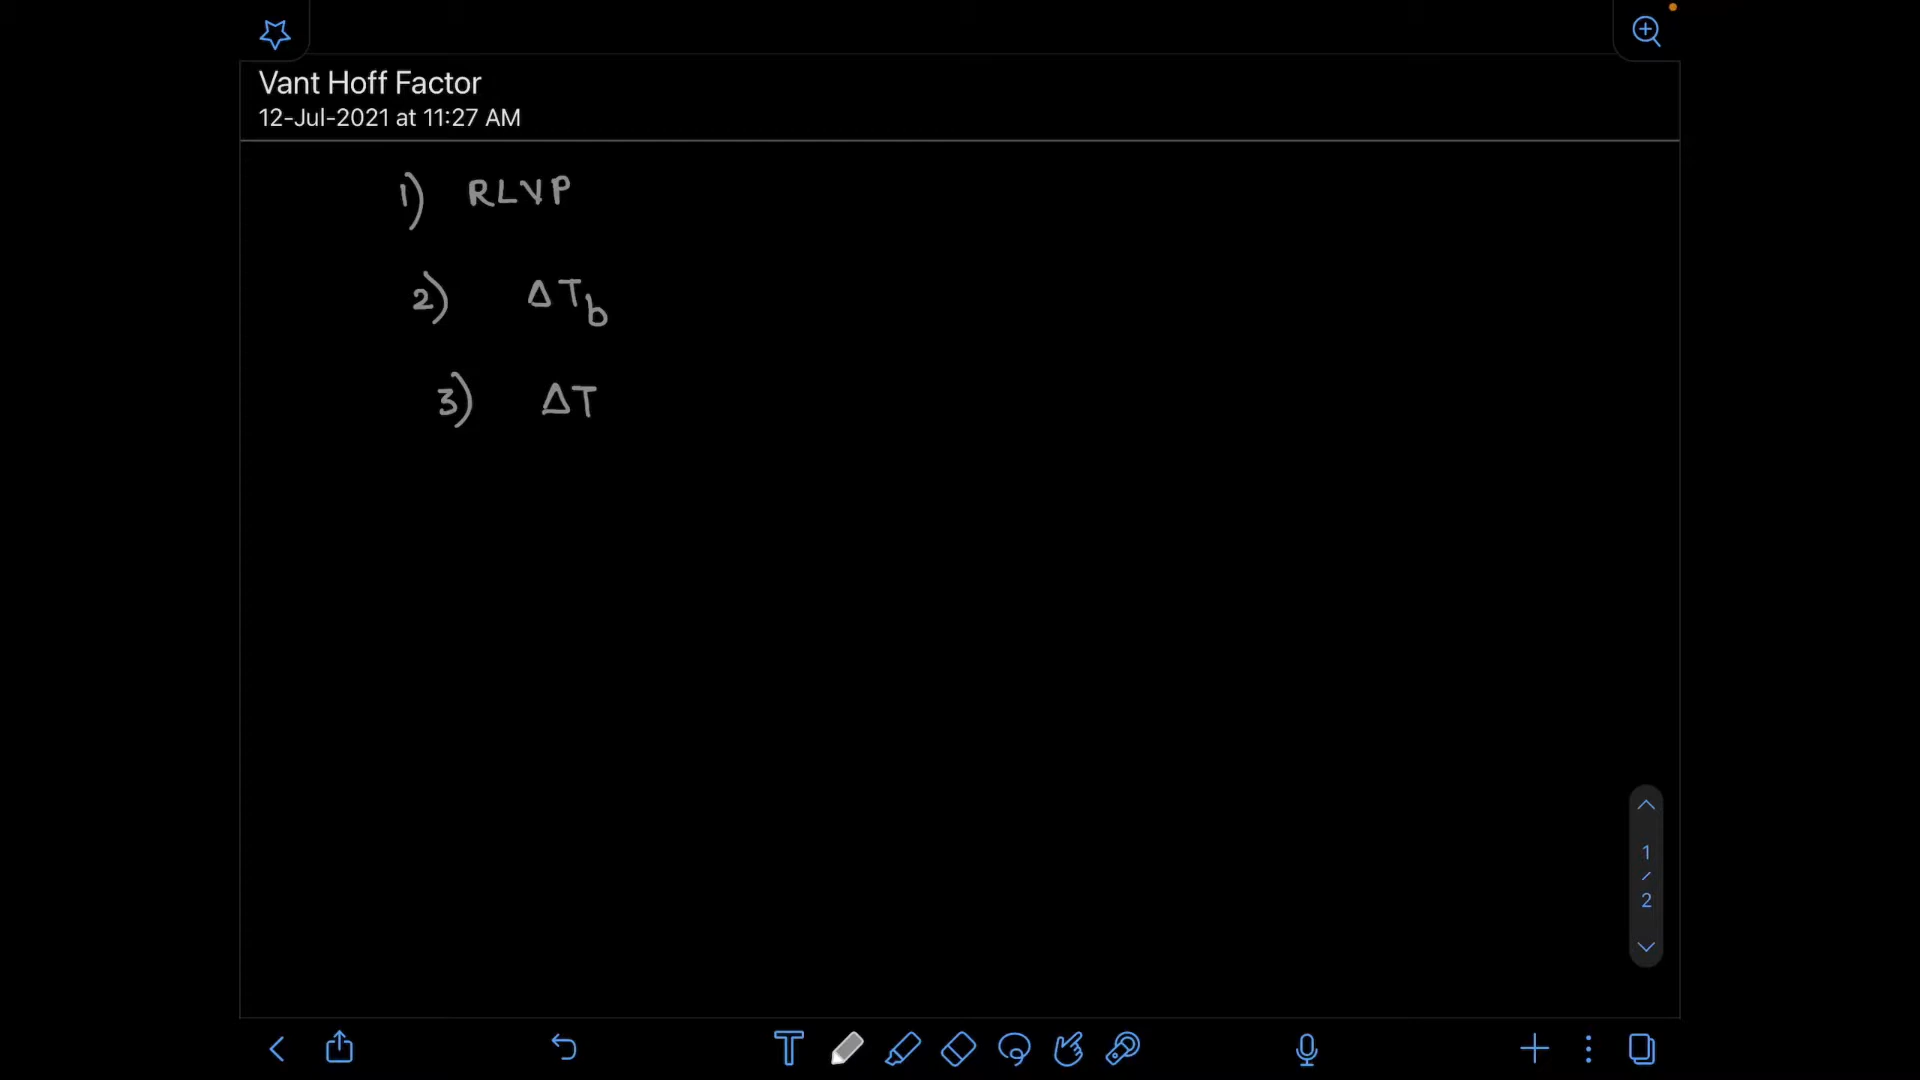 Vant Hoff Factor
12-Jul-2021 at 11:27 AM
1) RLVP
2) ΔTb
3) ΔT
1
/
2